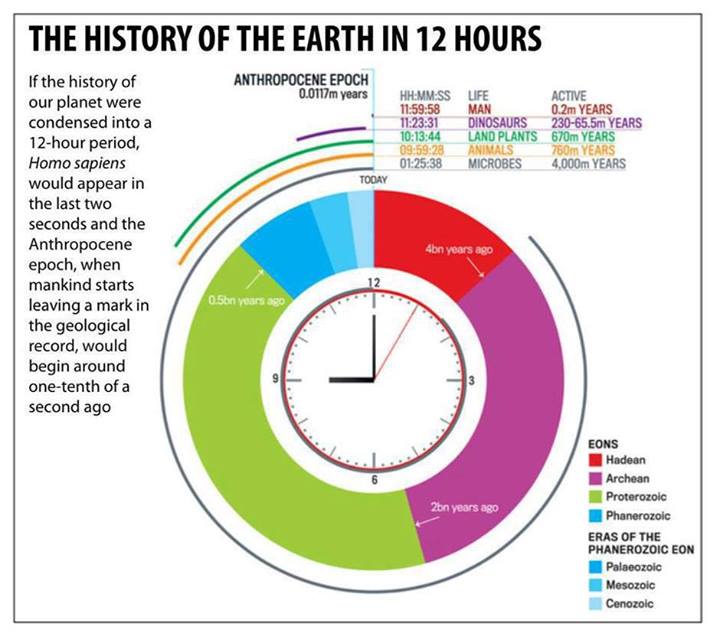 THE HISTORY OF THE EARTH IN 12 HOURS
If the history of
our planet were
condensed into a
12-hour period,
Homo sapiens
would appear in
the last two
seconds and the
Anthropocene
epoch, when
mankind starts
leaving a mark in
the geological
record, would
begin around
one-tenth of a
second ago
ANTHROPOCENE EPOCH
0.0117m years
HH:MM:SS LIFE ACTIVE
11:59:58 MAN 0.2m YEARS
11:23:31 DINOSAURS 230-65.5m YEARS
10:13:44 LAND PLANTS 670m YEARS
09:59:28 ANIMALS 760m YEARS
01:25:38 MICROBES 4,000m YEARS
TODAY
4bn years ago
0.5bn years ago
12
9
3
6
2bn years ago
EONS
Hadean
Archean
Proterozoic
Phanerozoic
ERAS OF THE
PHANEROZOIC EON
Palaeozoic
Mesozoic
Cenozoic